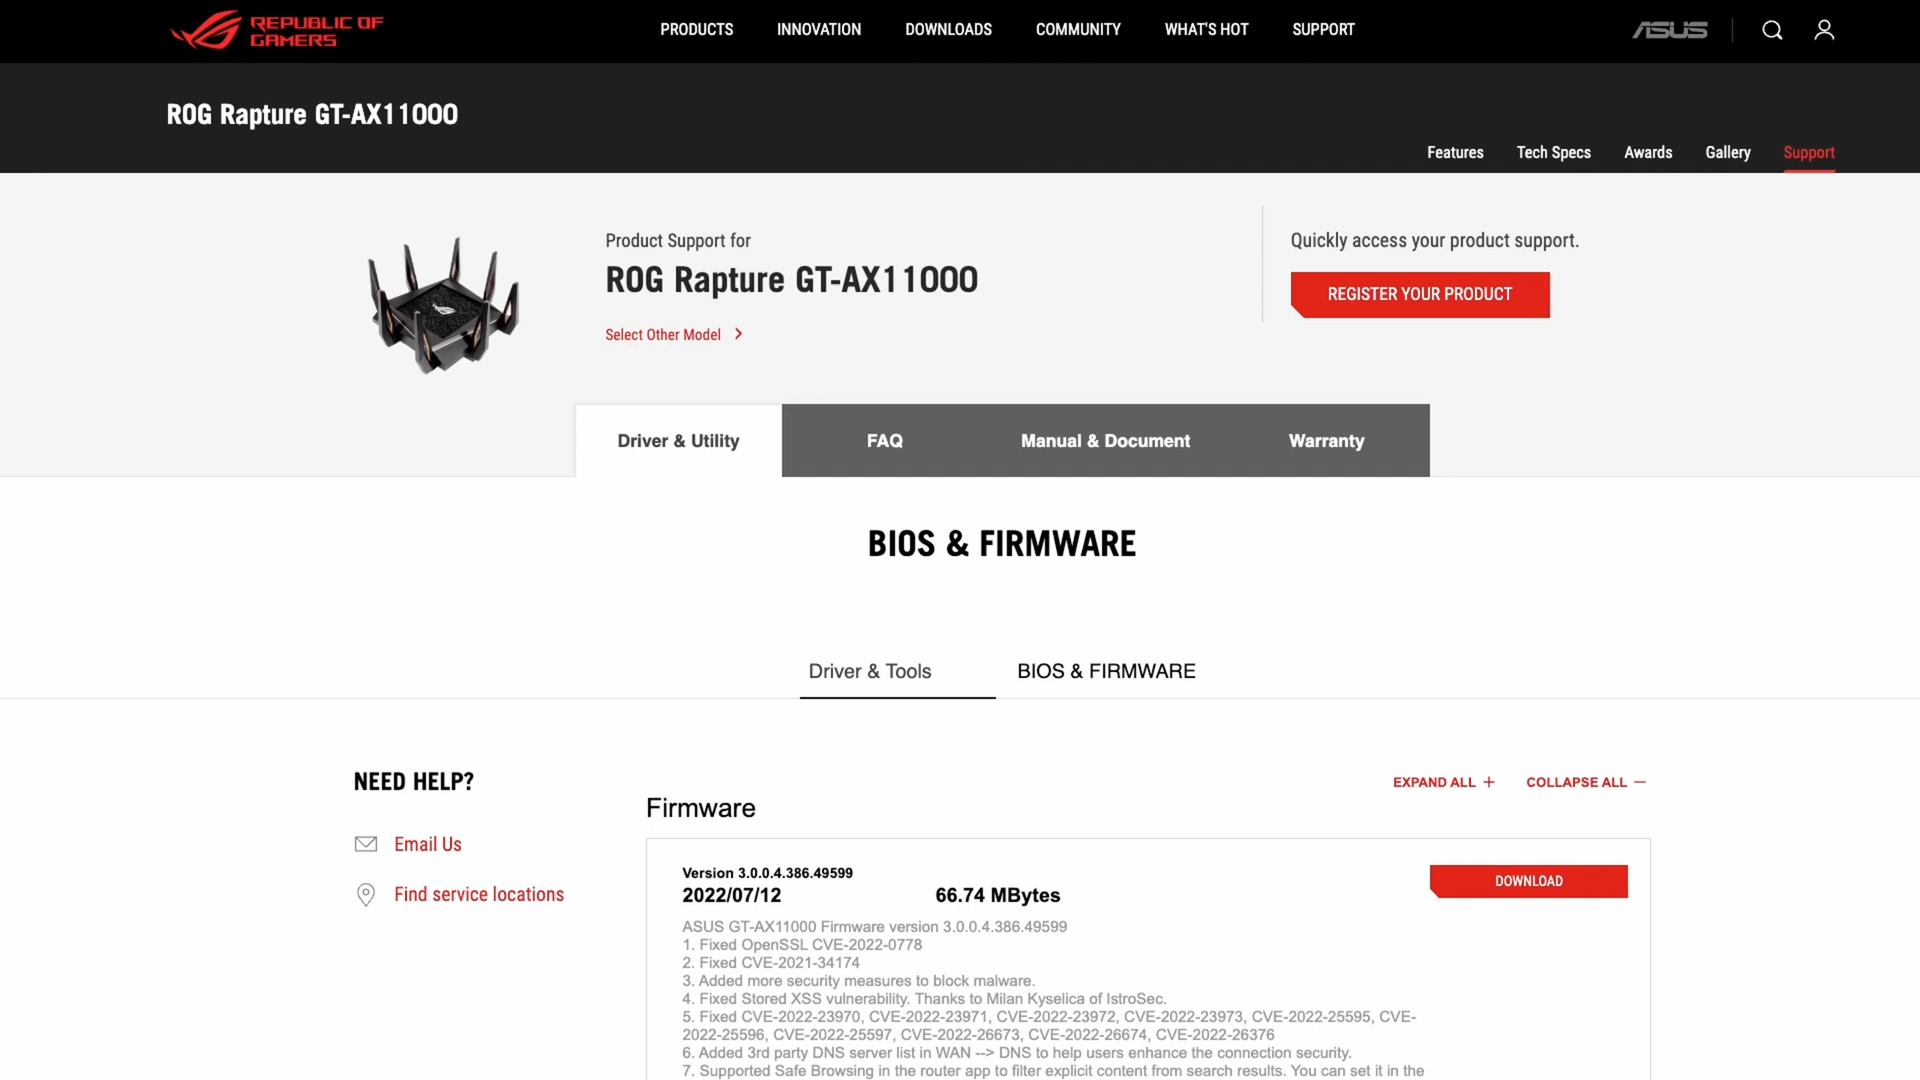 REPUBLIC OF
GAMERS
PRODUCTS INNOVATION DOWNLOADS COMMUNITY WHAT'S HOT SUPPORT
ASUS
ROG Rapture GT-AX11000
Features Tech Specs Awards Gallery Support
Product Support for
ROG Rapture GT-AX11000
Select Other Model
Quickly access your product support.
REGISTER YOUR PRODUCT
Driver & Utility FAQ Manual & Document Warranty
BIOS & FIRMWARE
Driver & Tools BIOS & FIRMWARE
NEED HELP?
Email Us
Find service locations
EXPAND ALL + COLLAPSE ALL —
Firmware
Version 3.0.0.4.386.49599
2022/07/12 66.74 MBytes
DOWNLOAD
ASUS GT-AX11000 Firmware version 3.0.0.4.386.49599
1. Fixed OpenSSL CVE-2022-0778
2. Fixed CVE-2021-34174
3. Added more security measures to block malware.
4. Fixed Stored XSS vulnerability. Thanks to Milan Kyselica of IstroSec.
5. Fixed CVE-2022-23970, CVE-2022-23971, CVE-2022-23972, CVE-2022-23973, CVE-2022-25595, CVE-
2022-25596, CVE-2022-25597, CVE-2022-26673, CVE-2022-26674, CVE-2022-26376
6. Added 3rd party DNS server list in WAN --> DNS to help users enhance the connection security.
7. Supported Safe Browsing in the router app to filter explicit content from search results. You can set it in the